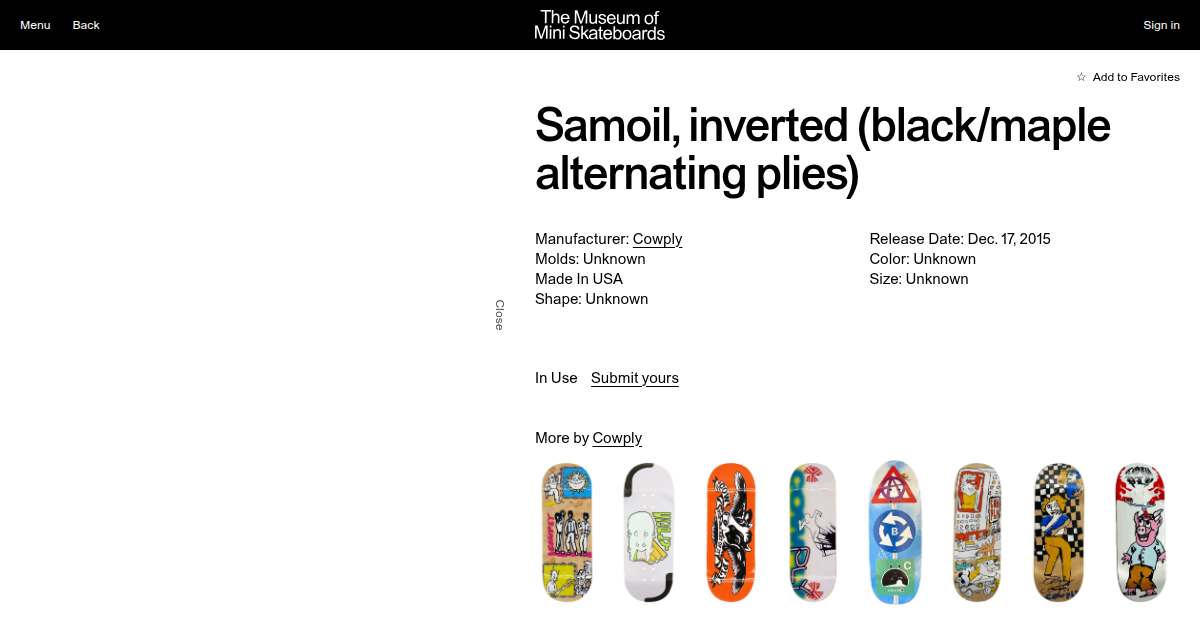 Menu
Back
The Museum of
Mini Skateboards
Sign in
☆ Add to Favorites
Samoil, inverted (black/maple
alternating plies)
Manufacturer: Cowply
Molds: Unknown
Made In USA
Shape: Unknown
Release Date: Dec. 17, 2015
Color: Unknown
Size: Unknown
Close
In Use
Submit yours
More by Cowply
B
C